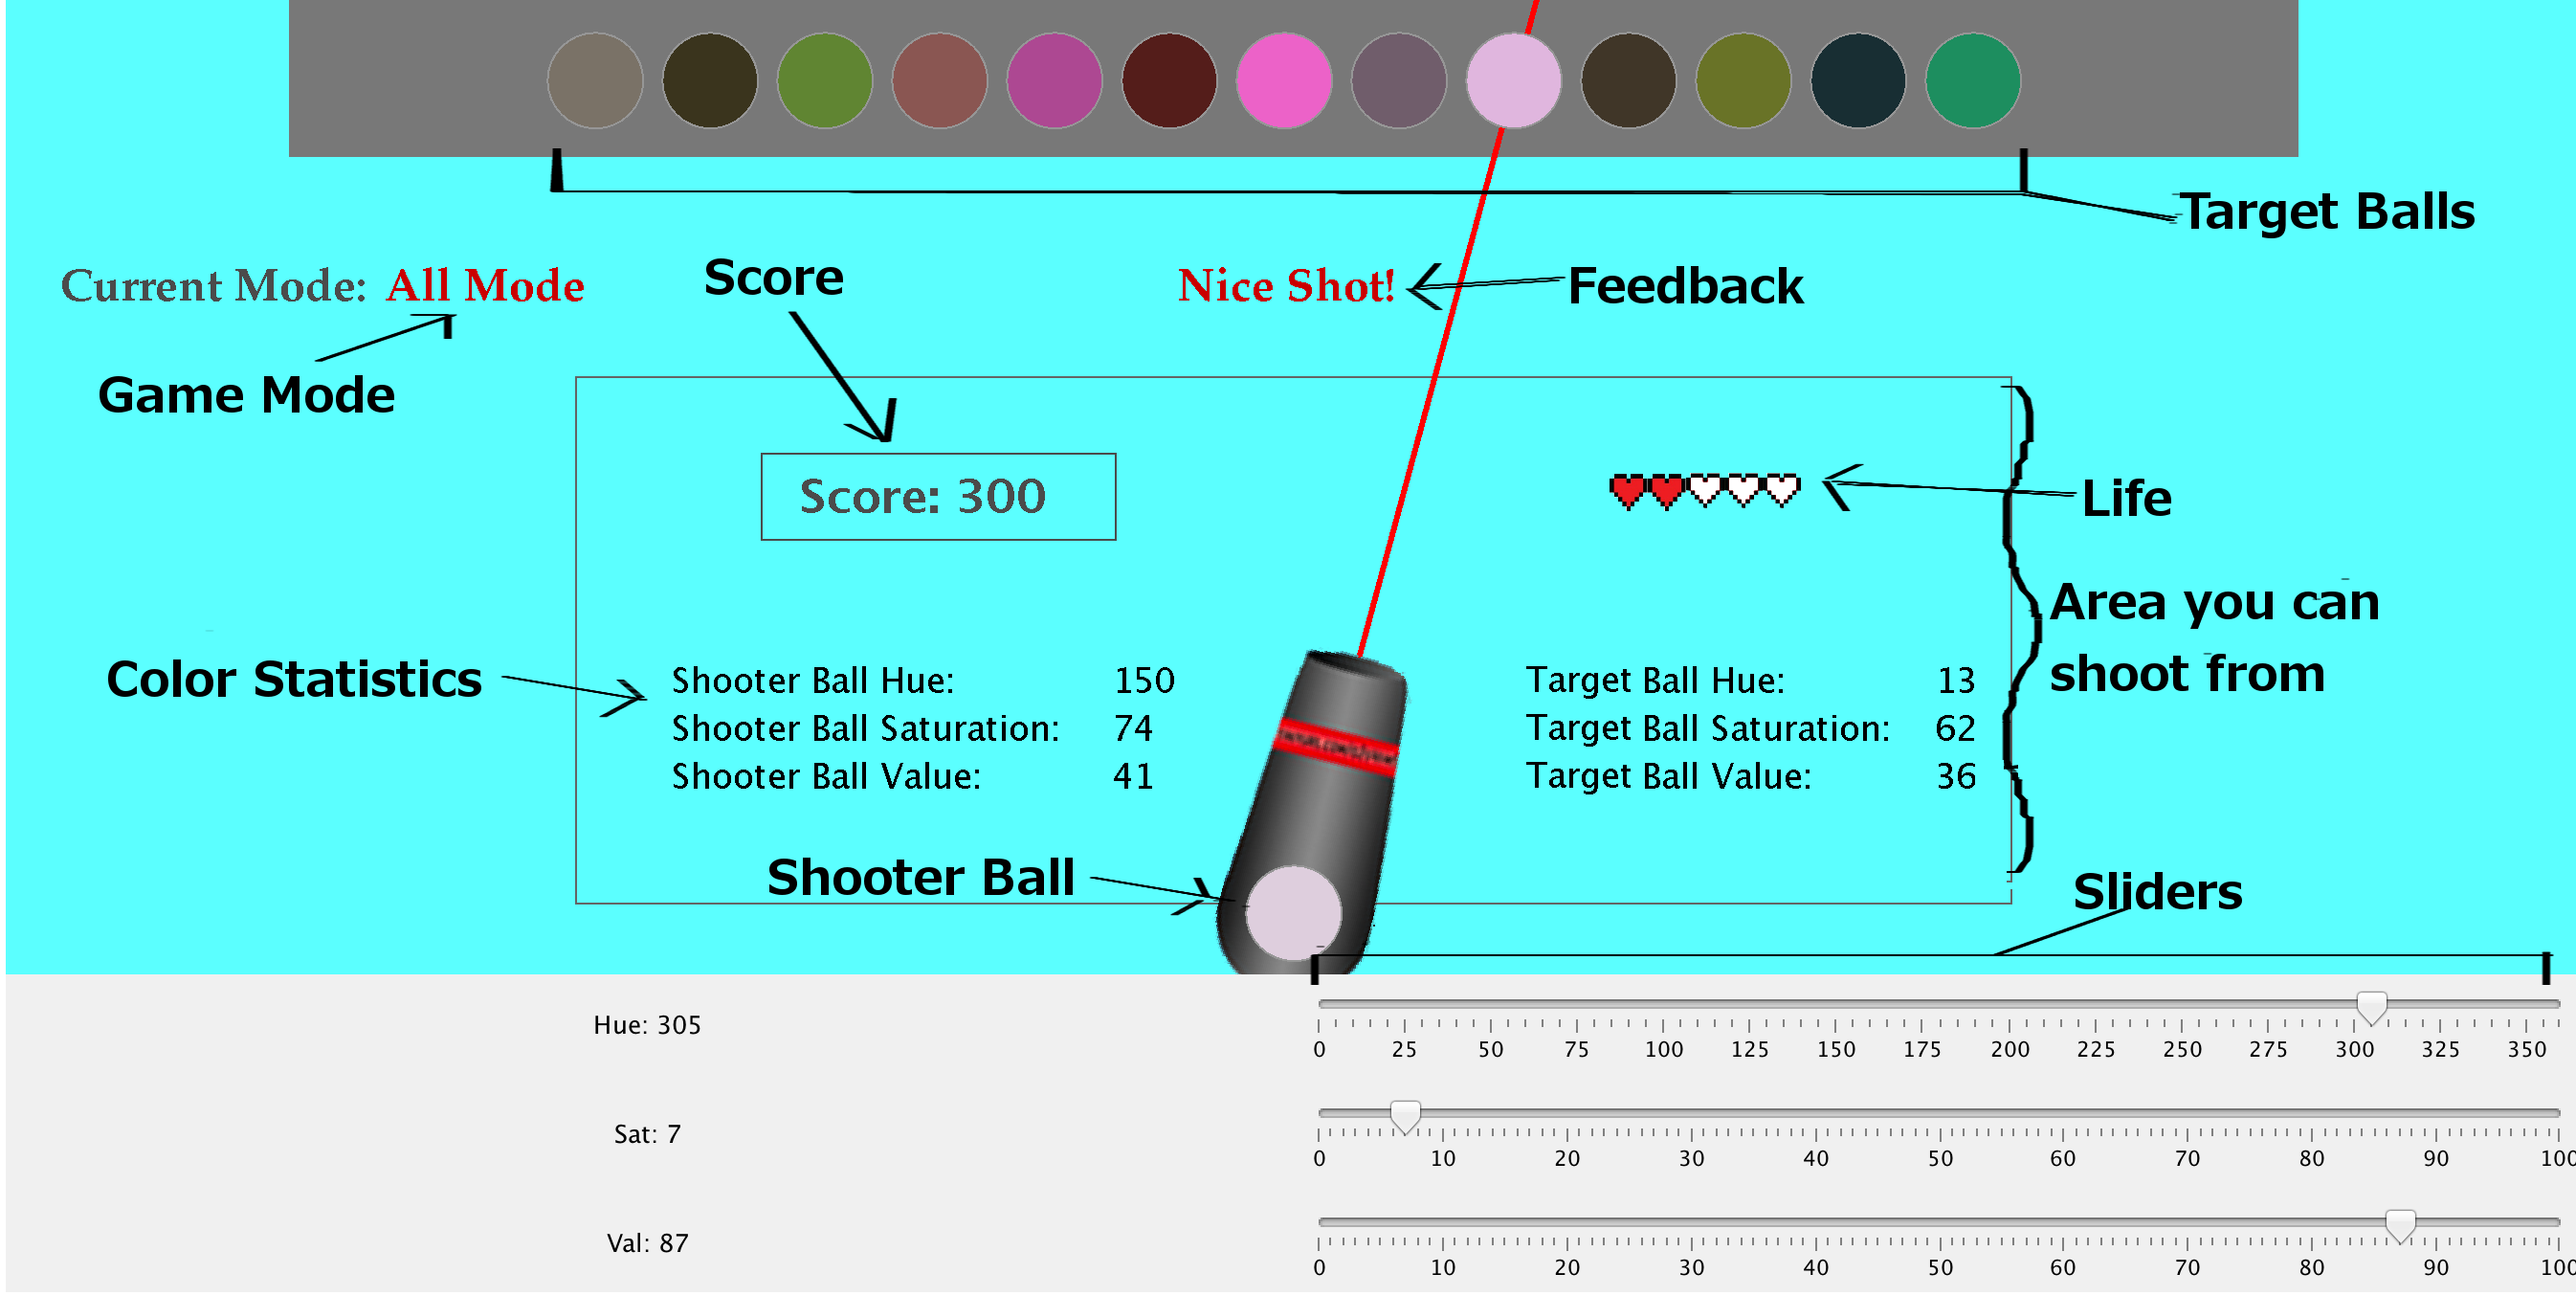 Target Balls
Current Mode: All Mode
Score
Nice Shot!
Feedback
Game Mode
Score: 300
Life
Area you can
shoot from
Color Statistics
Shooter Ball Hue: 150
Shooter Ball Saturation: 74
Shooter Ball Value: 41
Target Ball Hue: 13
Target Ball Saturation: 62
Target Ball Value: 36
Shooter Ball
Sliders
Hue: 305
0 25 50 75 100 125 150 175 200 225 250 275 300 325 350
Sat: 7
0 10 20 30 40 50 60 70 80 90 100
Val: 87
0 10 20 30 40 50 60 70 80 90 100